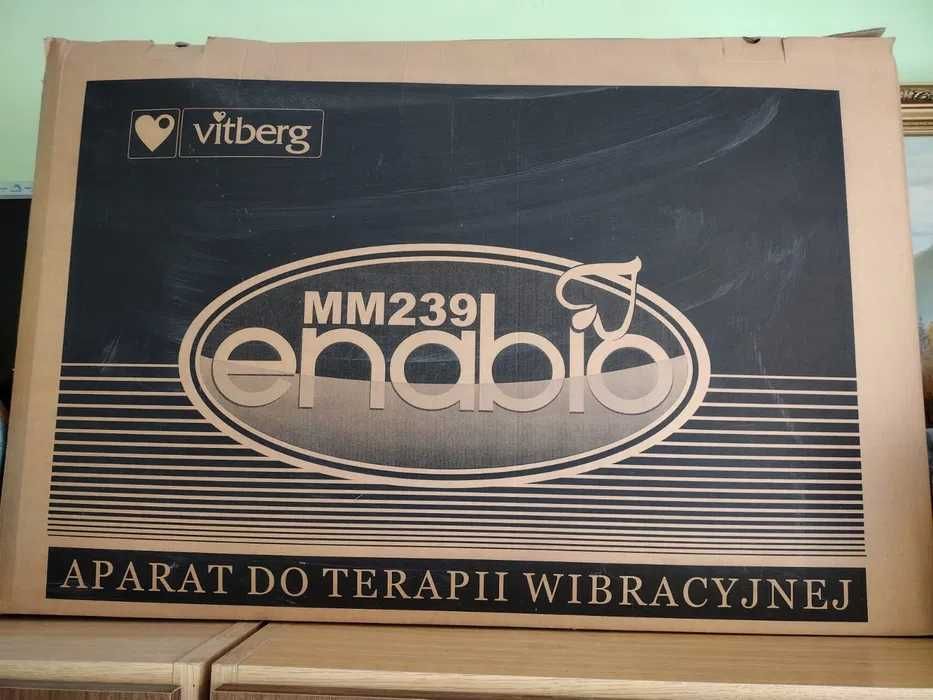 vitberg
MM239
enabio
APARAT DO TERAPII WIBRACYJNEJ